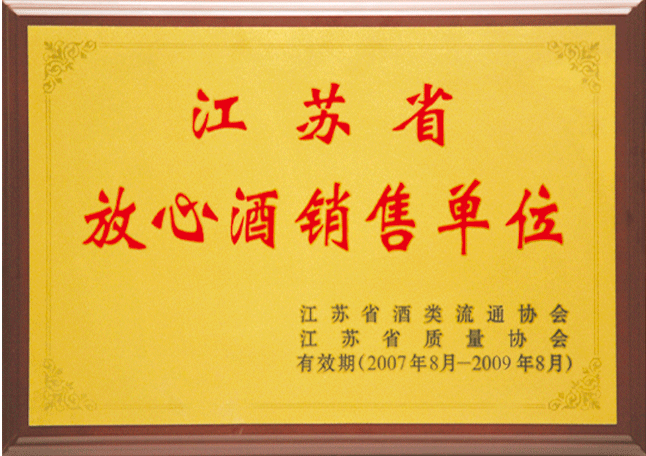 江苏省
放心酒销售单位
江苏省酒类流通协会
江苏省质量协会
有效期(2007年8月—2009年8月)